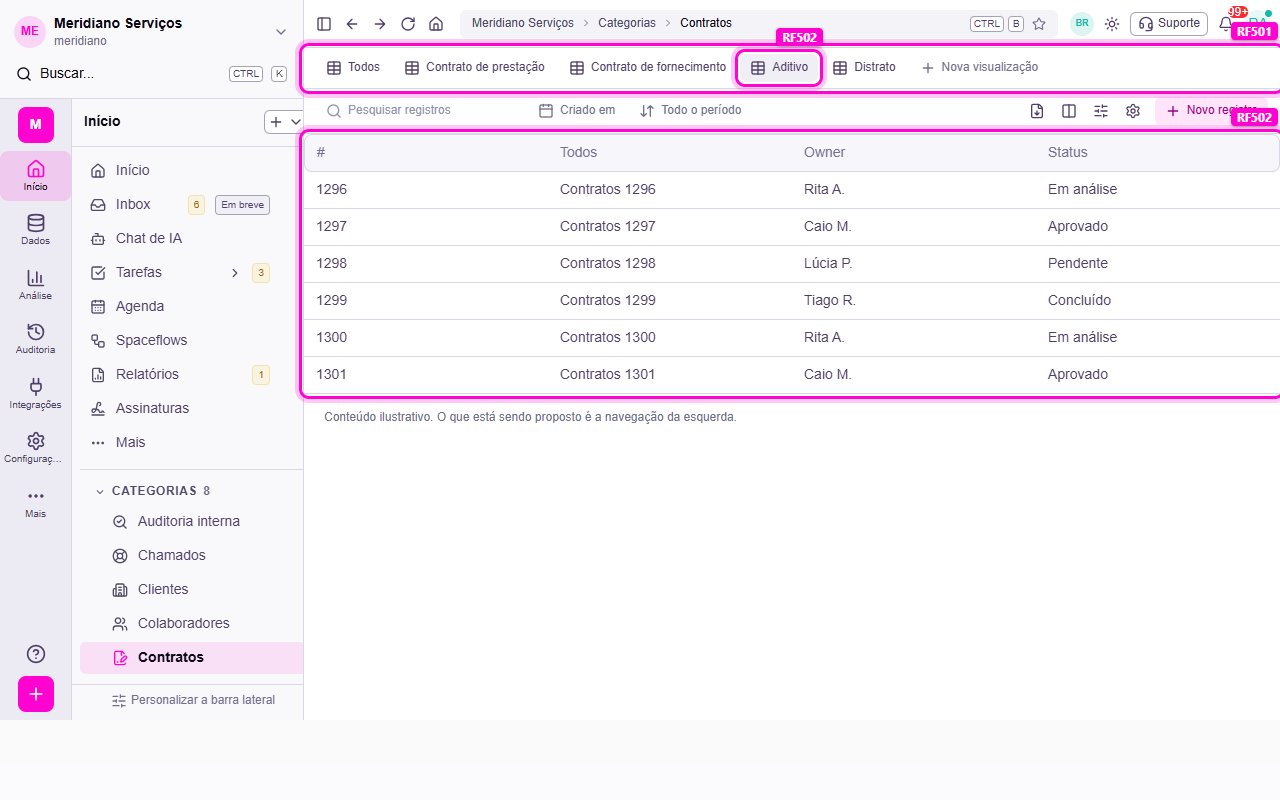 ME Meridiano Serviços
meridiano
Buscar... CTRL K
M
Início
Dados
Análise
Auditoria
Integrações
Configuraç...
Mais
Início
Início
Inbox 6 Em breve
Chat de IA
Tarefas 3
Agenda
Spaceflows
Relatórios 1
Assinaturas
Mais
CATEGORIAS 8
Auditoria interna
Chamados
Clientes
Colaboradores
Contratos
Personalizar a barra lateral
Meridiano Serviços Categorias Contratos CTRL B BR Suporte 99+
RF501
RF502
Todos Contrato de prestação Contrato de fornecimento Aditivo Distrato Nova visualização
Pesquisar registros Criado em Todo o período Novo
RF502
# Todos Owner Status
1296 Contratos 1296 Rita A. Em análise
1297 Contratos 1297 Caio M. Aprovado
1298 Contratos 1298 Lúcia P. Pendente
1299 Contratos 1299 Tiago R. Concluído
1300 Contratos 1300 Rita A. Em análise
1301 Contratos 1301 Caio M. Aprovado
Conteúdo ilustrativo. O que está sendo proposto é a navegação da esquerda.